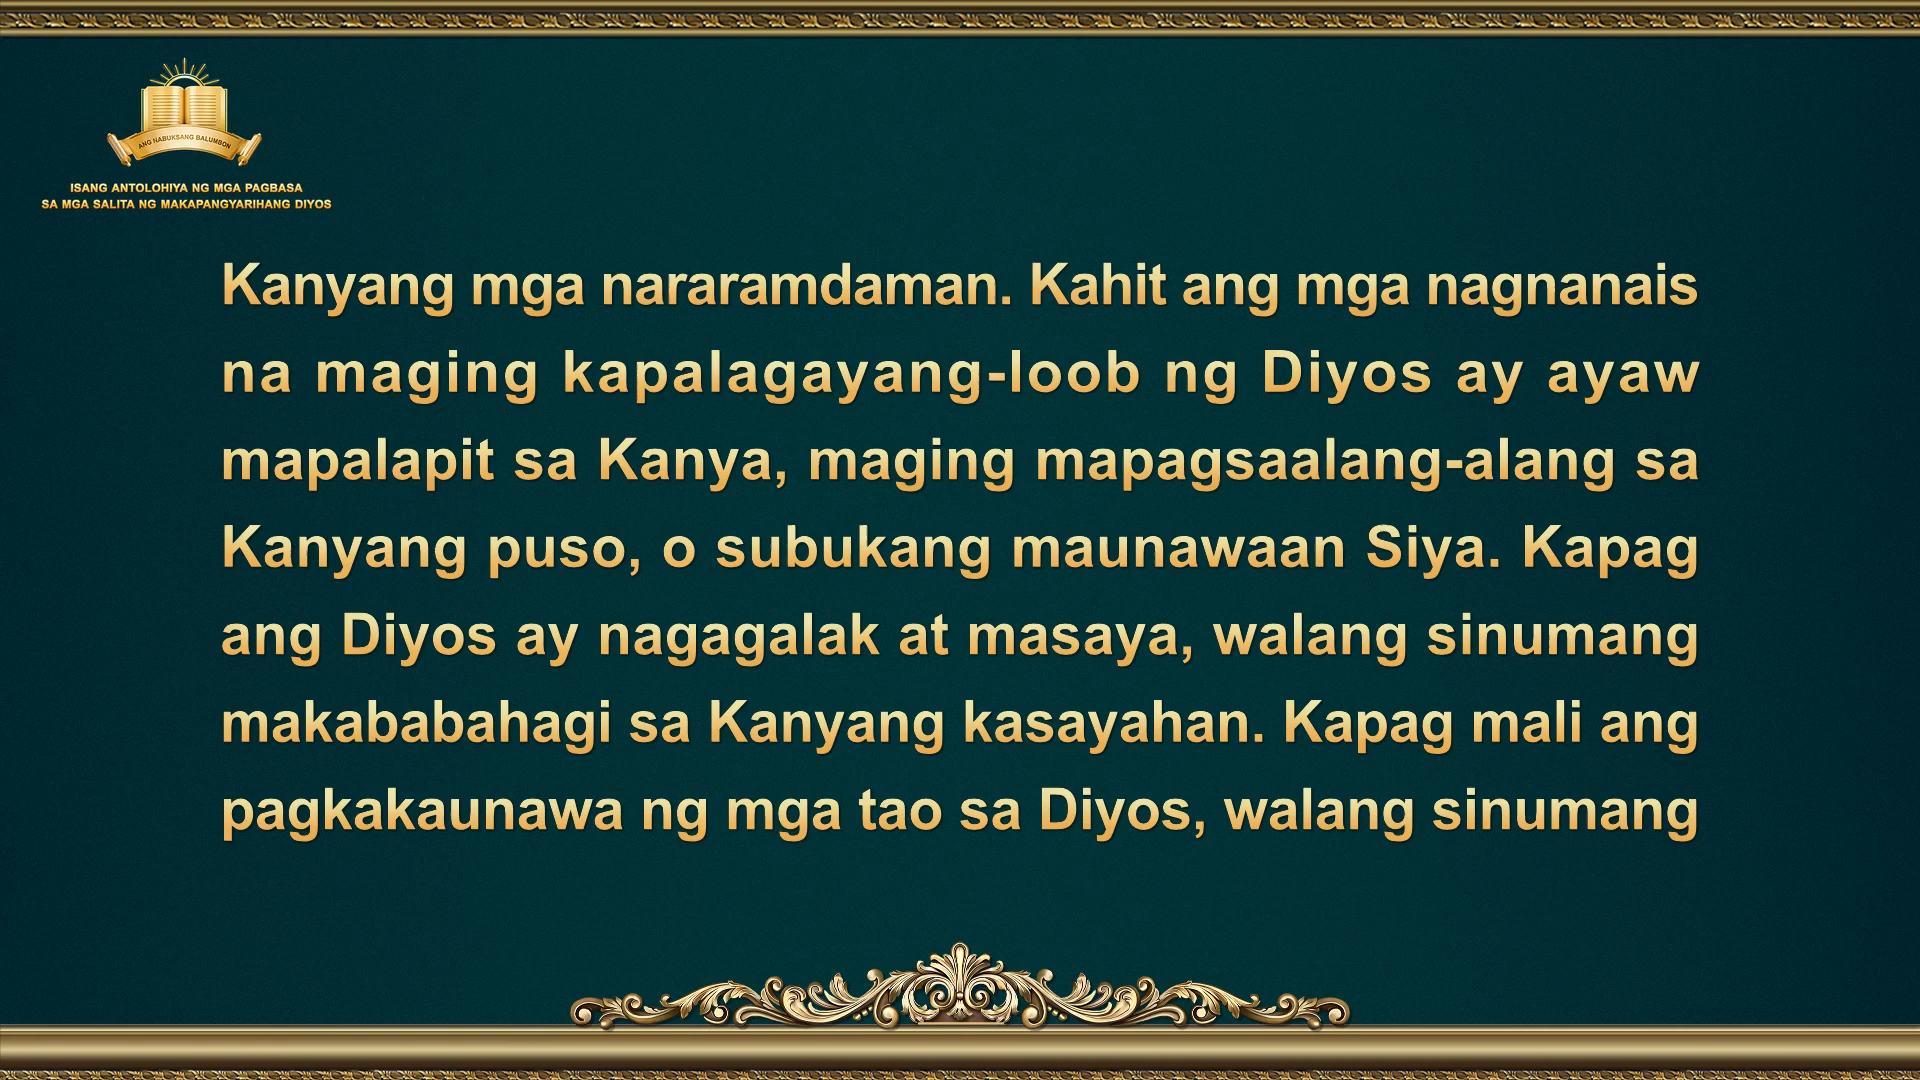 ANG NABUKSANG BALUMBON
ISANG ANTOLOHIYA NG MGA PAGBASA
SA MGA SALITA NG MAKAPANGYARIHANG DIYOS
Kanyang mga nararamdaman. Kahit ang mga nagnanais
na maging kapalagayang-loob ng Diyos ay ayaw
mapalapit sa Kanya, maging mapagsaalang-alang sa
Kanyang puso, o subukang maunawaan Siya. Kapag
ang Diyos ay nagagalak at masaya, walang sinumang
makababahagi sa Kanyang kasayahan. Kapag mali ang
pagkakaunawa ng mga tao sa Diyos, walang sinumang